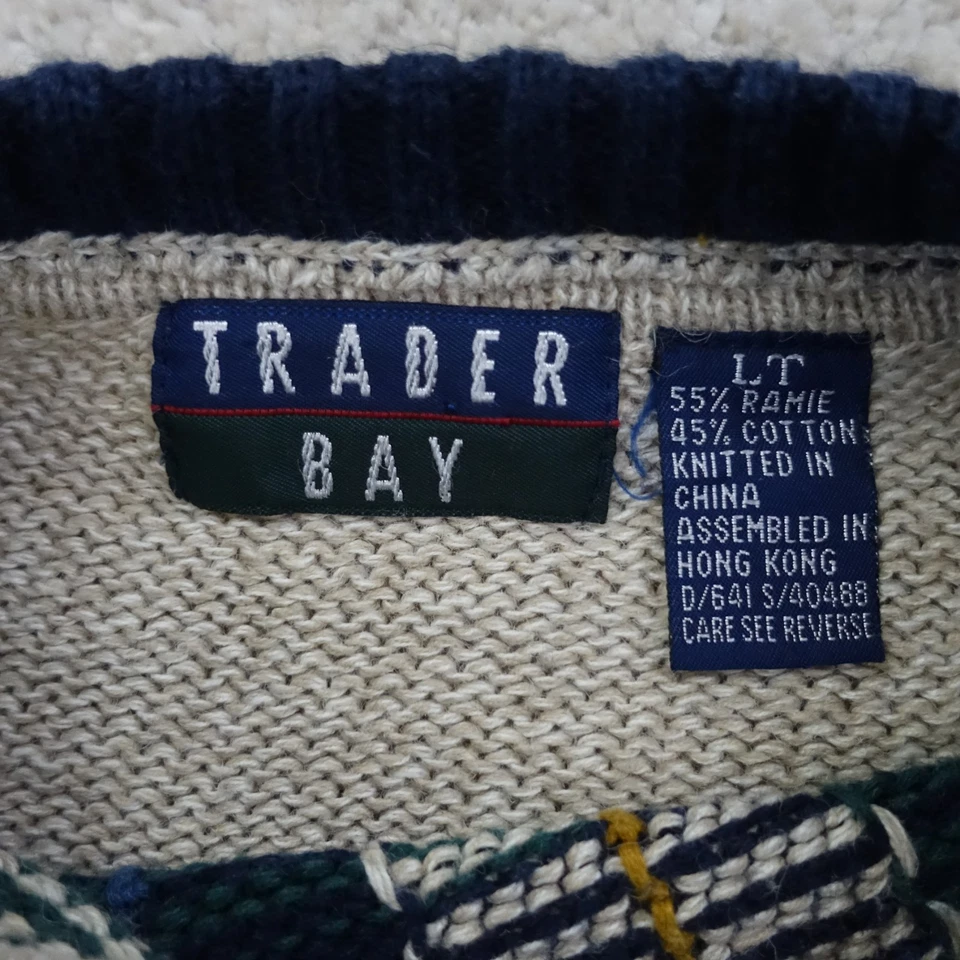 TRADER
BAY
LT
55% RAMIE
45% COTTON
KNITTED IN
CHINA
ASSEMBLED IN
HONG KONG
D/641 S/40488
CARE SEE REVERSE